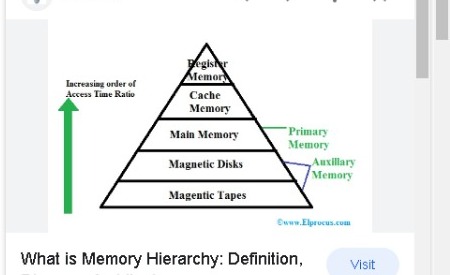 Register
Memory
Increasing order of
Access Time Ratio
Cache
Memory
Main Memory
Primary
Memory
Magnetic Disks
Auxillary
Memory
Magentic Tapes
©www.Elprocus.com
What is Memory Hierarchy: Definition,
Visit